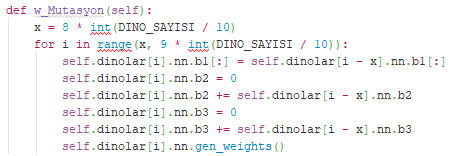 def w_Mutasyon(self):
    x = 8 * int(DINO_SAYISI / 10)
    for i in range(x, 9 * int(DINO_SAYISI / 10)):
        self.dinolar[i].nn.b1[:] = self.dinolar[i - x].nn.b1[:]
        self.dinolar[i].nn.b2 = 0
        self.dinolar[i].nn.b2 += self.dinolar[i - x].nn.b2
        self.dinolar[i].nn.b3 = 0
        self.dinolar[i].nn.b3 += self.dinolar[i - x].nn.b3
        self.dinolar[i].nn.gen_weights()